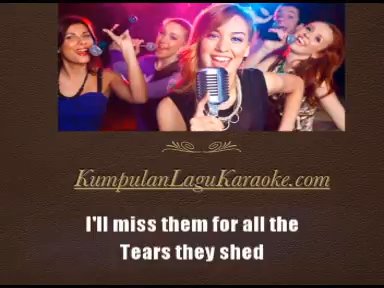 KumpulanLaguKaraoke.com
I'll miss them for all the
Tears they shed